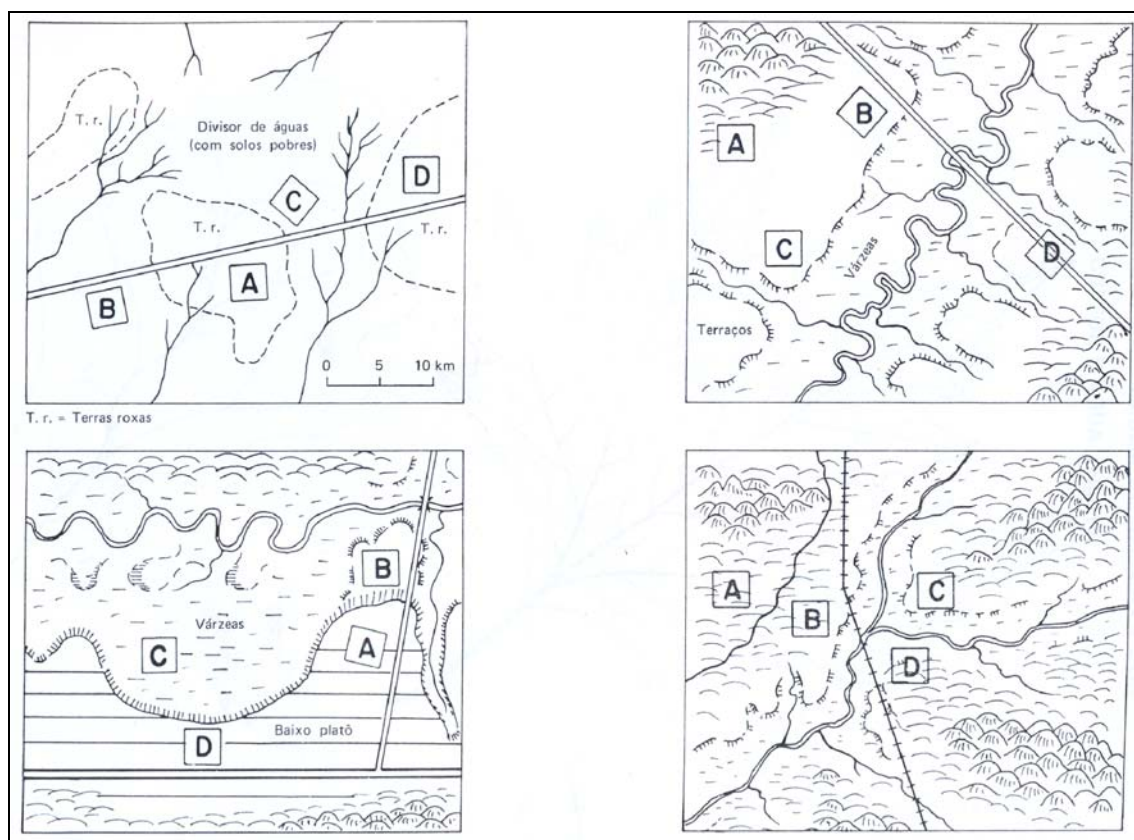 T. r.
Divisor de águas
(com solos pobres)
D
C
T. r.
T. r.
A
B
0 5 10 km
T. r. = Terras roxas
A
B
C
Várzeas
D
Terraços
B
Várzeas
A
C
Baixo platô
D
A
C
B
D